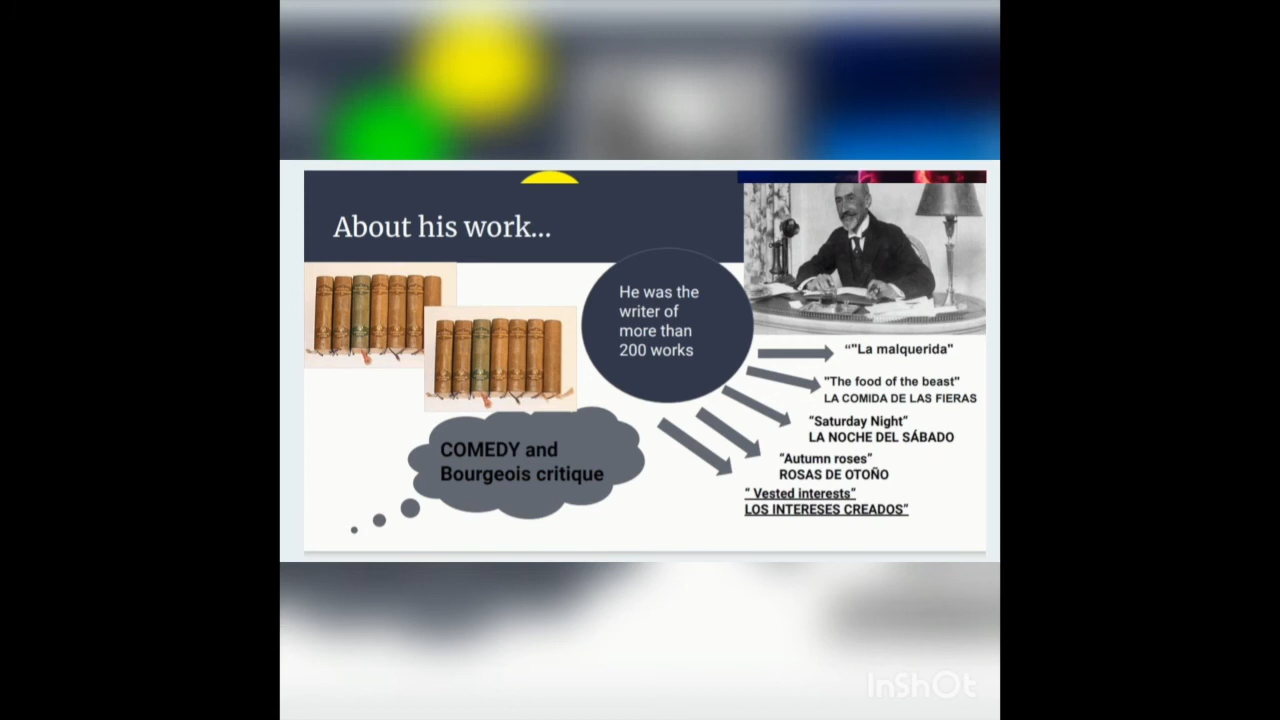 About his work...
He was the
writer of
more than
200 works
COMEDY and
Bourgeois critique
“"La malquerida"
"The food of the beast"
LA COMIDA DE LAS FIERAS
“Saturday Night”
LA NOCHE DEL SÁBADO
“Autumn roses”
ROSAS DE OTOÑO
“ Vested interests”
LOS INTERESES CREADOS”
InShOt